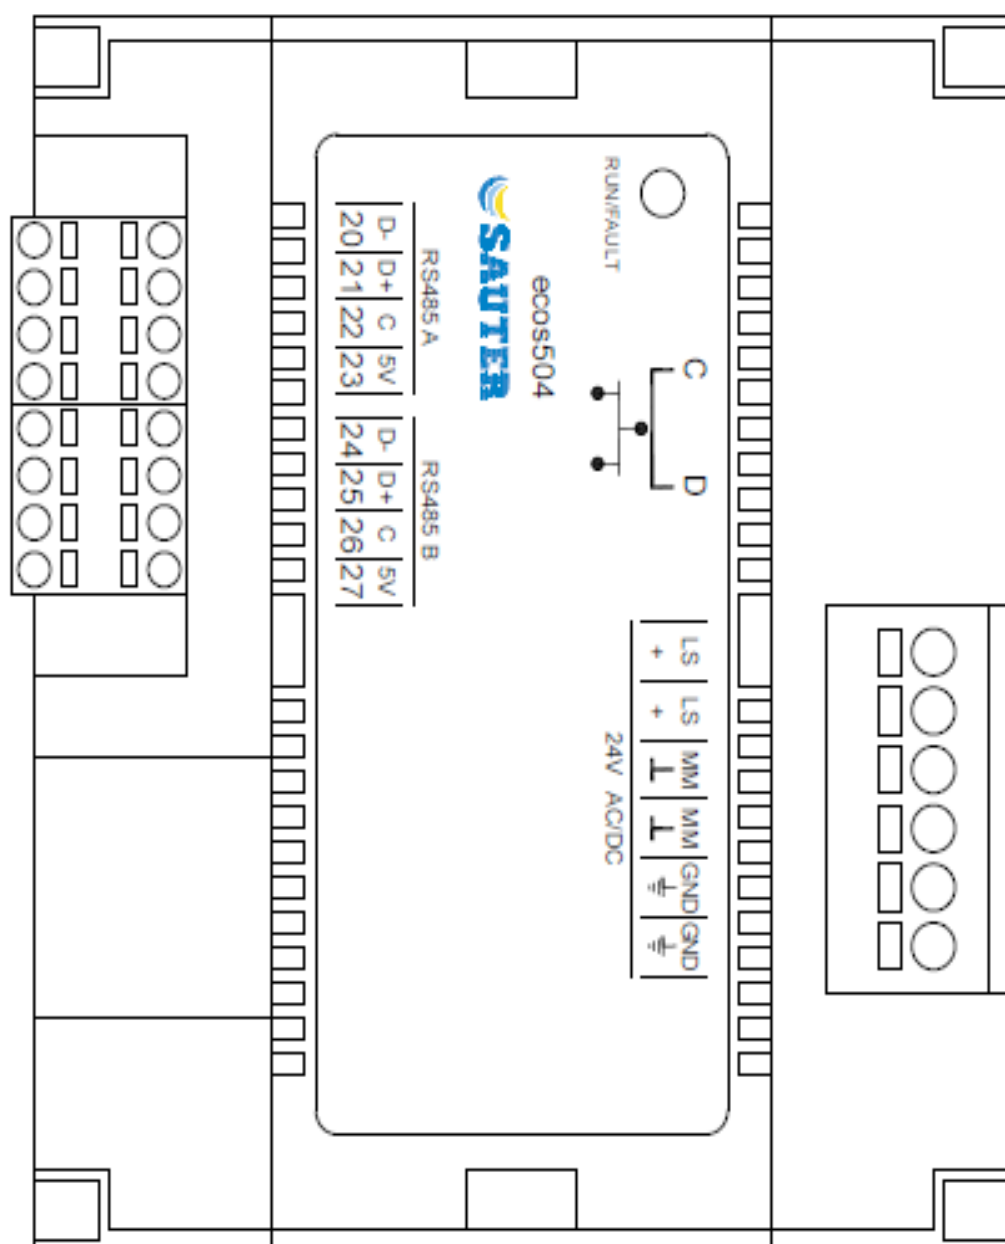 RUN/FAULT
C D
ecos504
SAUTER
LS LS MM MM GND GND
+ + ⊥ ⊥ ⏚ ⏚
24V AC/DC
RS485 A RS485 B
D- D+ C 5V D- D+ C 5V
20 21 22 23 24 25 26 27